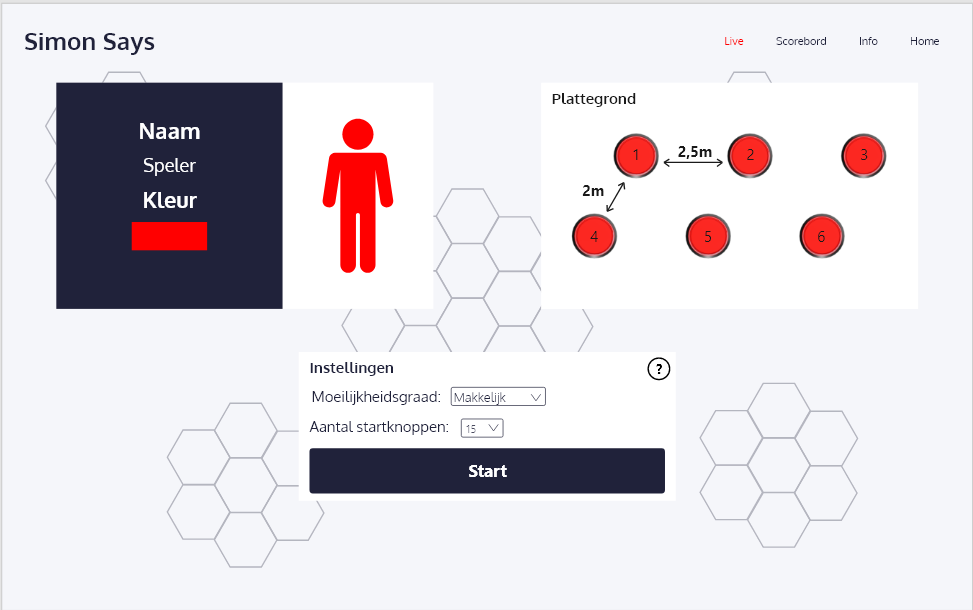 Simon Says
Live Scorebord Info Home
Naam
Speler
Kleur
Plattegrond
1 2,5m 2 3
2m
4 5 6
Instellingen ?
Moeilijkheidsgraad: Makkelijk
Aantal startknoppen: 15
Start